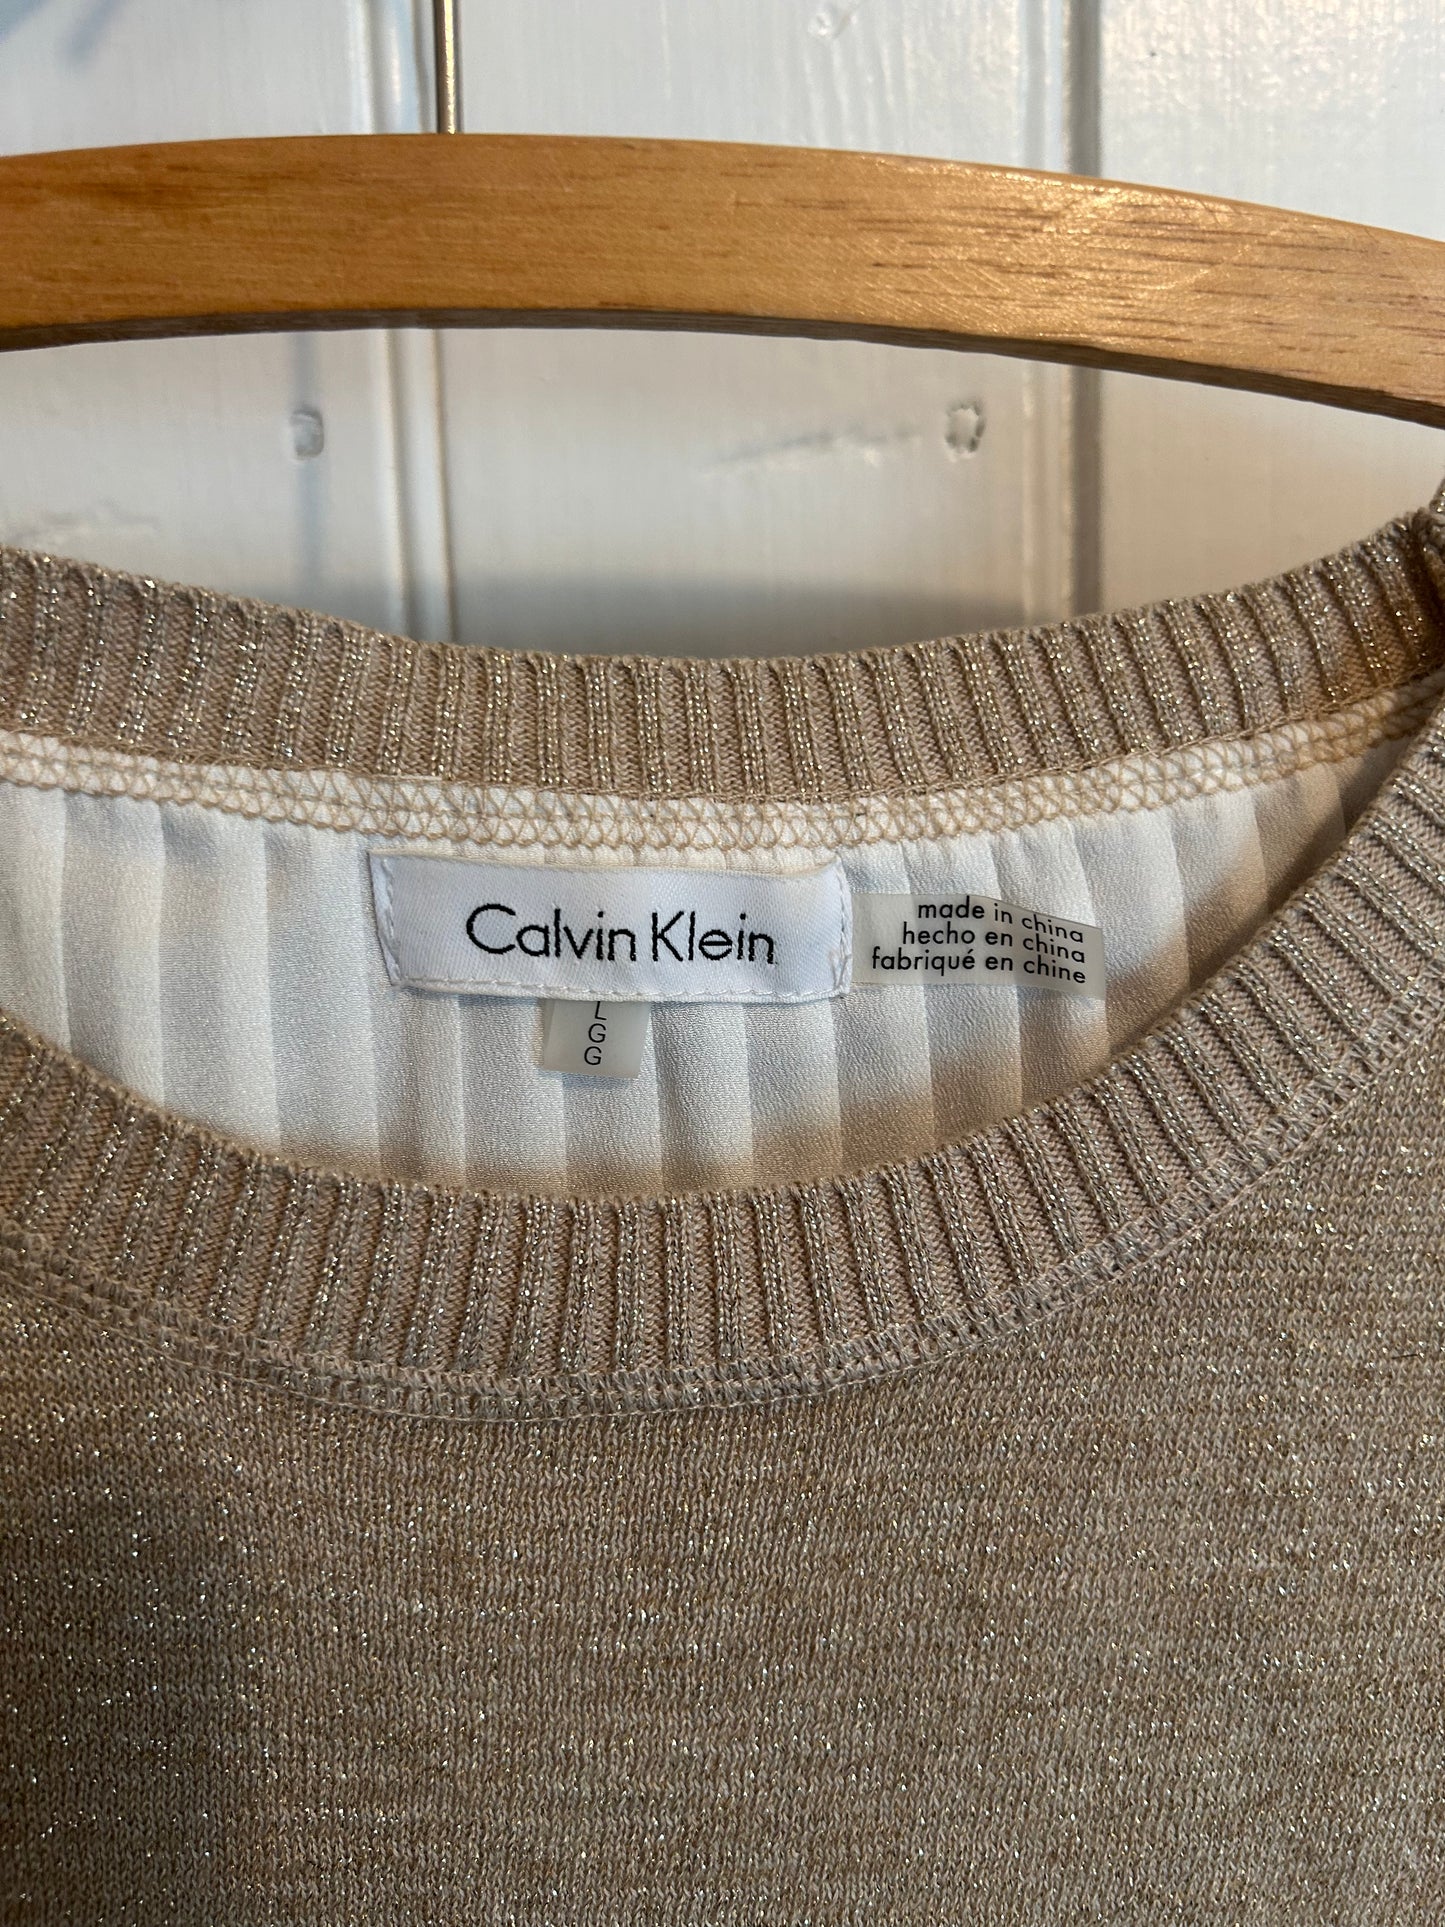 Calvin Klein
made in china
hecho en china
fabriqué en chine
L
G
G